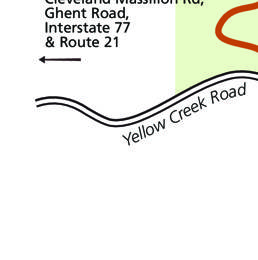 Cleveland Massillon Rd,
Ghent Road,
Interstate 77
& Route 21
Yellow Creek Road